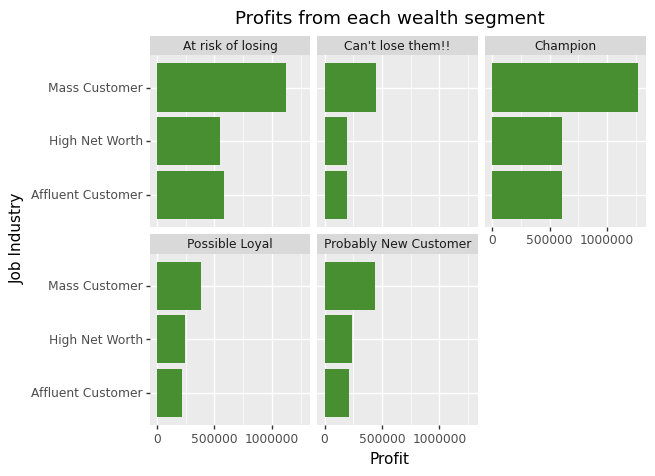 Profits from each wealth segment
At risk of losing
Can't lose them!!
Champion
Mass Customer
High Net Worth
Affluent Customer
0 500000 1000000
Possible Loyal
Probably New Customer
Mass Customer
High Net Worth
Affluent Customer
0 500000 1000000
0 500000 1000000
Profit
Job Industry